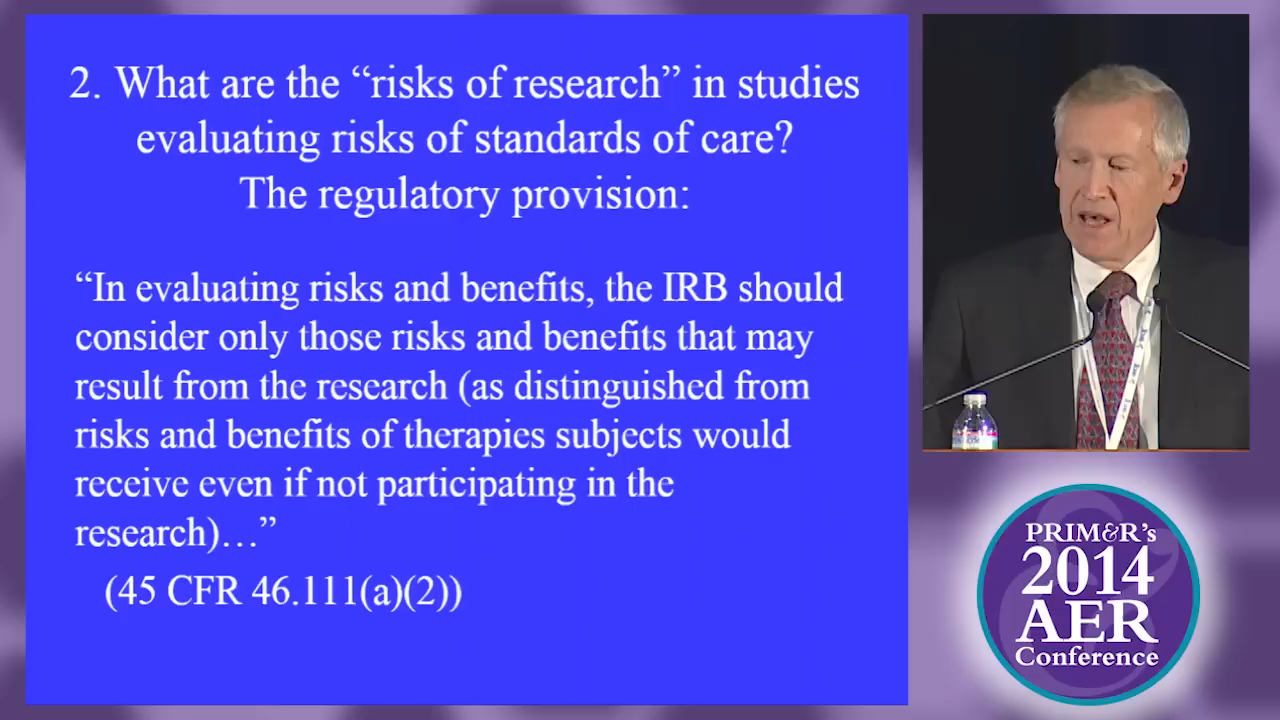 2. What are the “risks of research” in studies
evaluating risks of standards of care?
The regulatory provision:
“In evaluating risks and benefits, the IRB should
consider only those risks and benefits that may
result from the research (as distinguished from
risks and benefits of therapies subjects would
receive even if not participating in the
research)…”
(45 CFR 46.111(a)(2))
PRIM&R’s
2014
AER
Conference